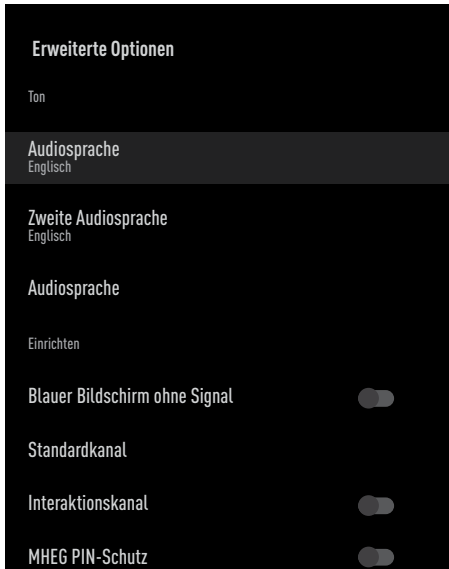 Erweiterte Optionen
Ton
Audiosprache
Englisch
Zweite Audiosprache
Englisch
Audiosprache
Einrichten
Blauer Bildschirm ohne Signal
Standardkanal
Interaktionskanal
MHEG PIN-Schutz